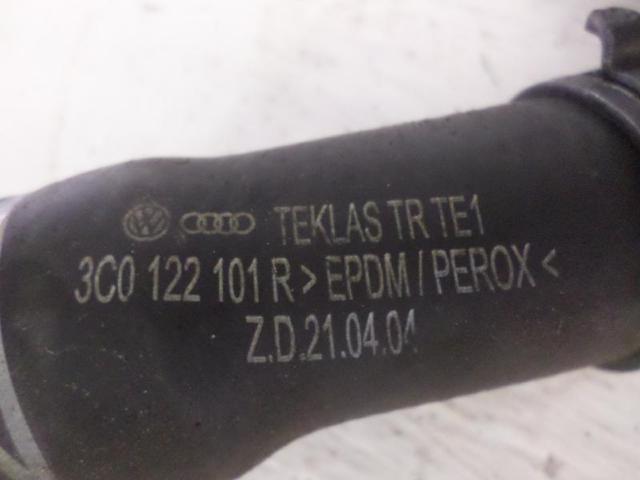 TEKLAS TR TE1
3C0 122 101 R > EPDM / PEROX <
Z.D.21.04.04